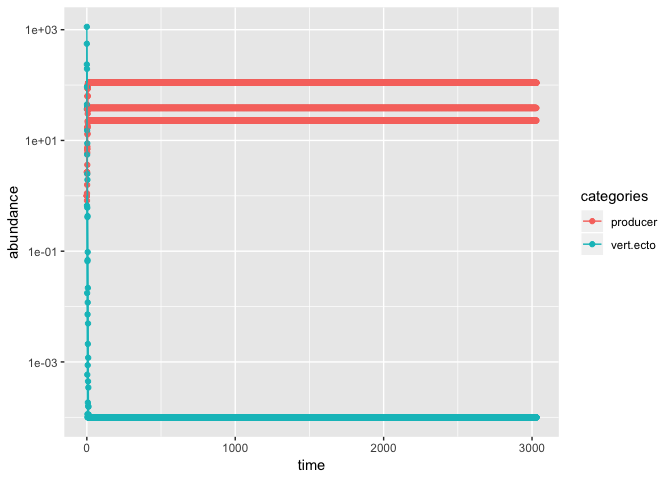 1e+03
1e+01
1e-01
1e-03
abundance
0
1000
2000
3000
time
categories
producer
vert.ecto